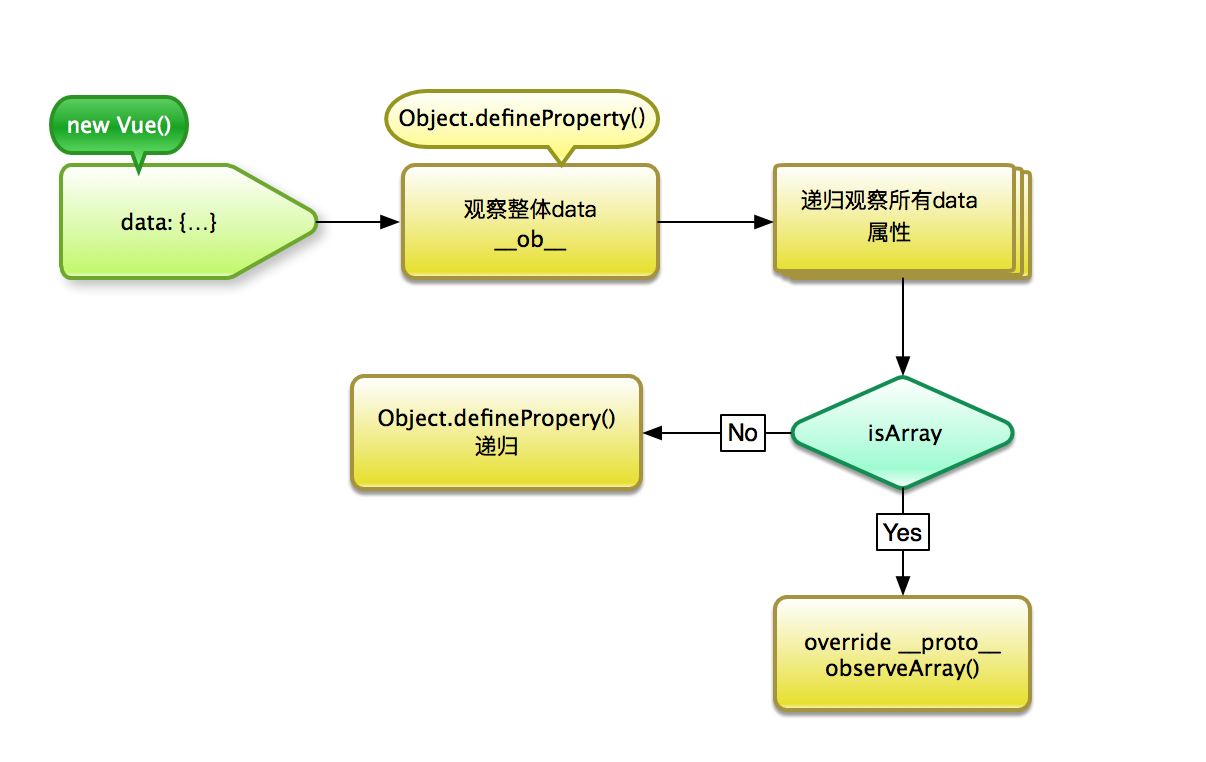 new Vue()
Object.defineProperty()
data: {...}
观察整体data
__ob__
递归观察所有data
属性
Object.definePropery()
递归
No
isArray
Yes
override __proto__
observeArray()